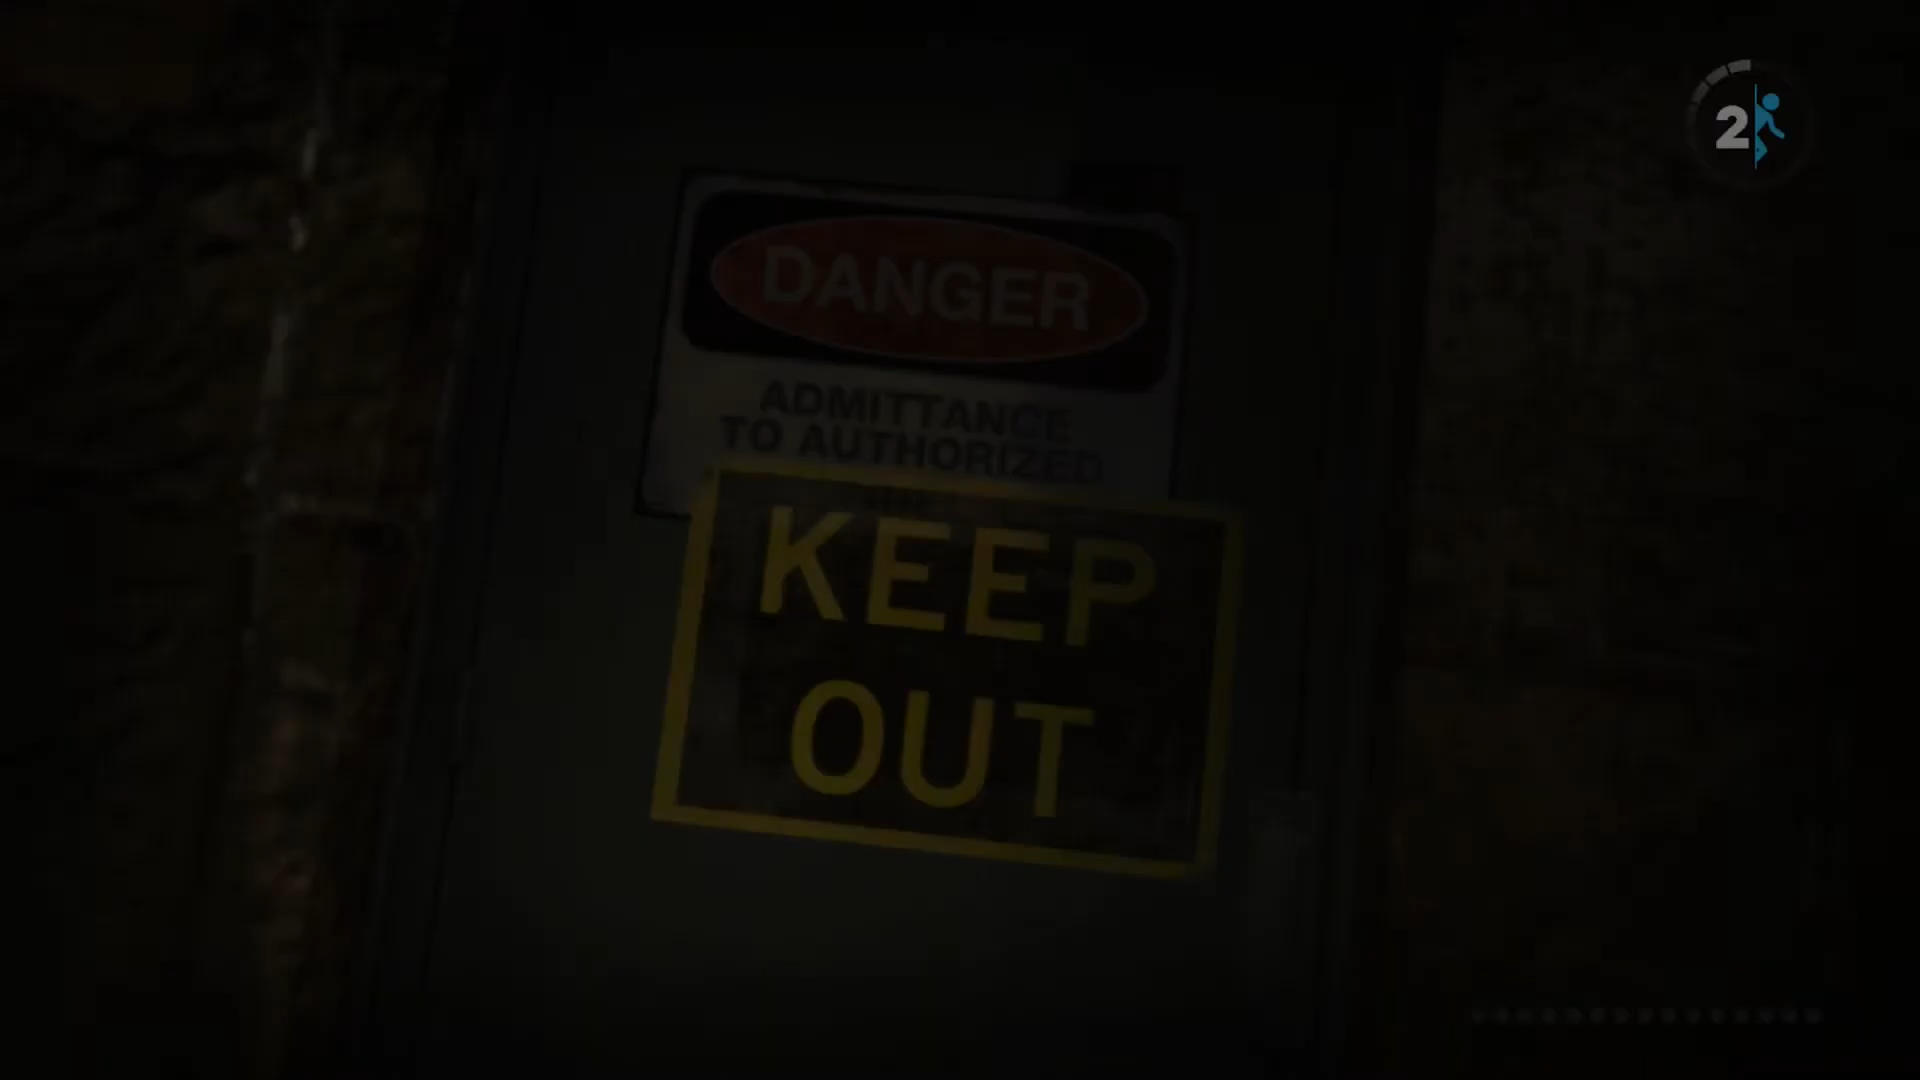 2
DANGER
ADMITTANCE
TO AUTHORIZED
KEEP
OUT